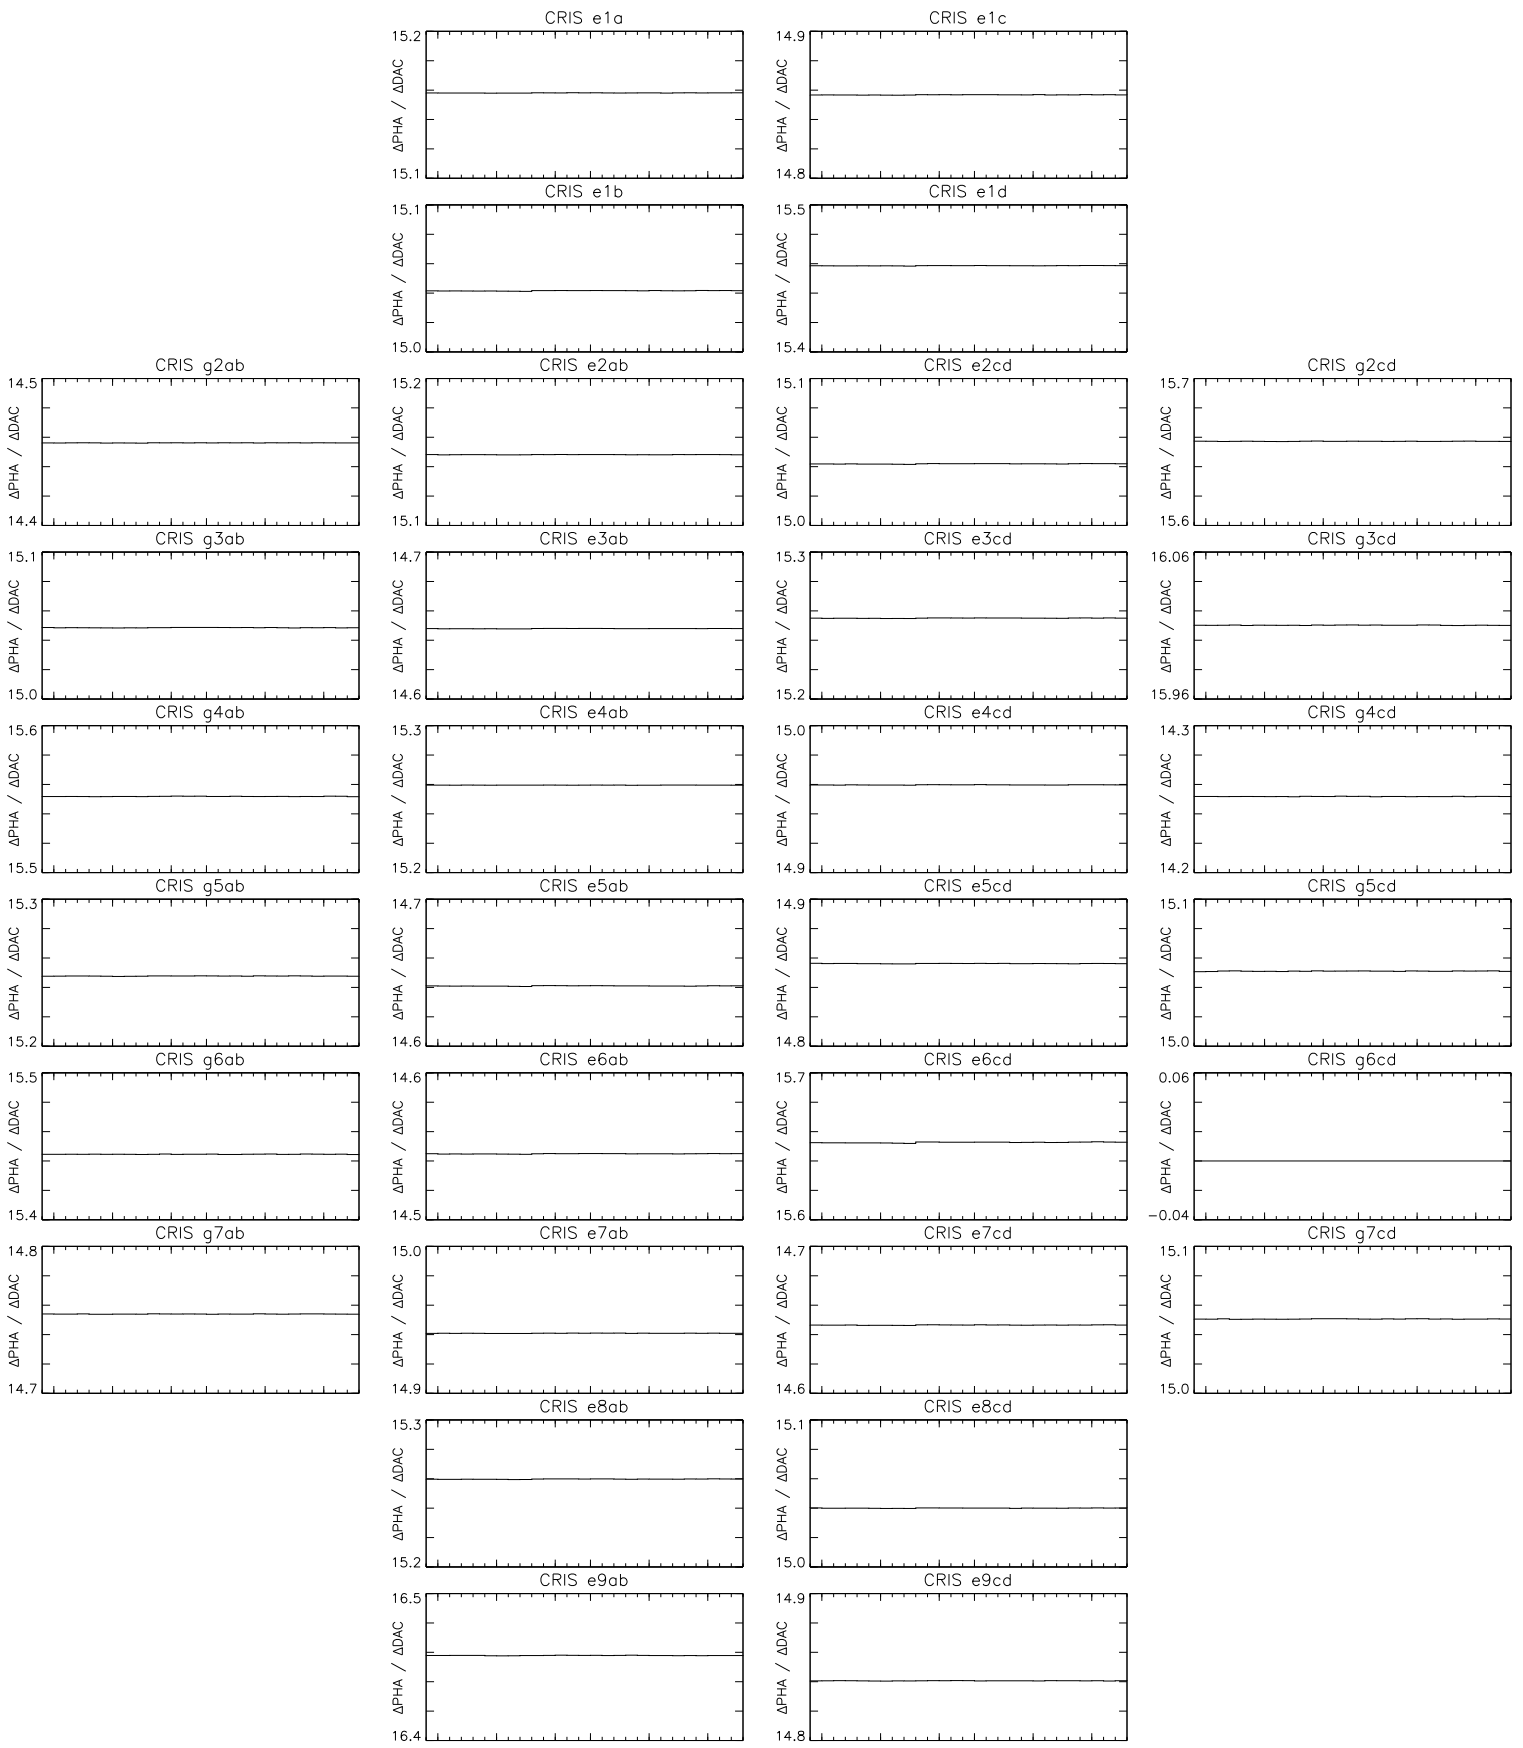 CRIS e1a
15.2
ΔPHA / ΔDAC
15.1
CRIS e1c
14.9
ΔPHA / ΔDAC
14.8
CRIS e1b
15.1
ΔPHA / ΔDAC
15.0
CRIS e1d
15.5
ΔPHA / ΔDAC
15.4
CRIS g2ab
14.5
ΔPHA / ΔDAC
14.4
CRIS e2ab
15.2
ΔPHA / ΔDAC
15.1
CRIS e2cd
15.1
ΔPHA / ΔDAC
15.0
CRIS g2cd
15.7
ΔPHA / ΔDAC
15.6
CRIS g3ab
15.1
ΔPHA / ΔDAC
15.0
CRIS e3ab
14.7
ΔPHA / ΔDAC
14.6
CRIS e3cd
15.3
ΔPHA / ΔDAC
15.2
CRIS g3cd
16.06
ΔPHA / ΔDAC
15.96
CRIS g4ab
15.6
ΔPHA / ΔDAC
15.5
CRIS e4ab
15.3
ΔPHA / ΔDAC
15.2
CRIS e4cd
15.0
ΔPHA / ΔDAC
14.9
CRIS g4cd
14.3
ΔPHA / ΔDAC
14.2
CRIS g5ab
15.3
ΔPHA / ΔDAC
15.2
CRIS e5ab
14.7
ΔPHA / ΔDAC
14.6
CRIS e5cd
14.9
ΔPHA / ΔDAC
14.8
CRIS g5cd
15.1
ΔPHA / ΔDAC
15.0
CRIS g6ab
15.5
ΔPHA / ΔDAC
15.4
CRIS e6ab
14.6
ΔPHA / ΔDAC
14.5
CRIS e6cd
15.7
ΔPHA / ΔDAC
15.6
CRIS g6cd
0.06
ΔPHA / ΔDAC
−0.04
CRIS g7ab
14.8
ΔPHA / ΔDAC
14.7
CRIS e7ab
15.0
ΔPHA / ΔDAC
14.9
CRIS e7cd
14.7
ΔPHA / ΔDAC
14.6
CRIS g7cd
15.1
ΔPHA / ΔDAC
15.0
CRIS e8ab
15.3
ΔPHA / ΔDAC
15.2
CRIS e8cd
15.1
ΔPHA / ΔDAC
15.0
CRIS e9ab
16.5
ΔPHA / ΔDAC
16.4
CRIS e9cd
14.9
ΔPHA / ΔDAC
14.8